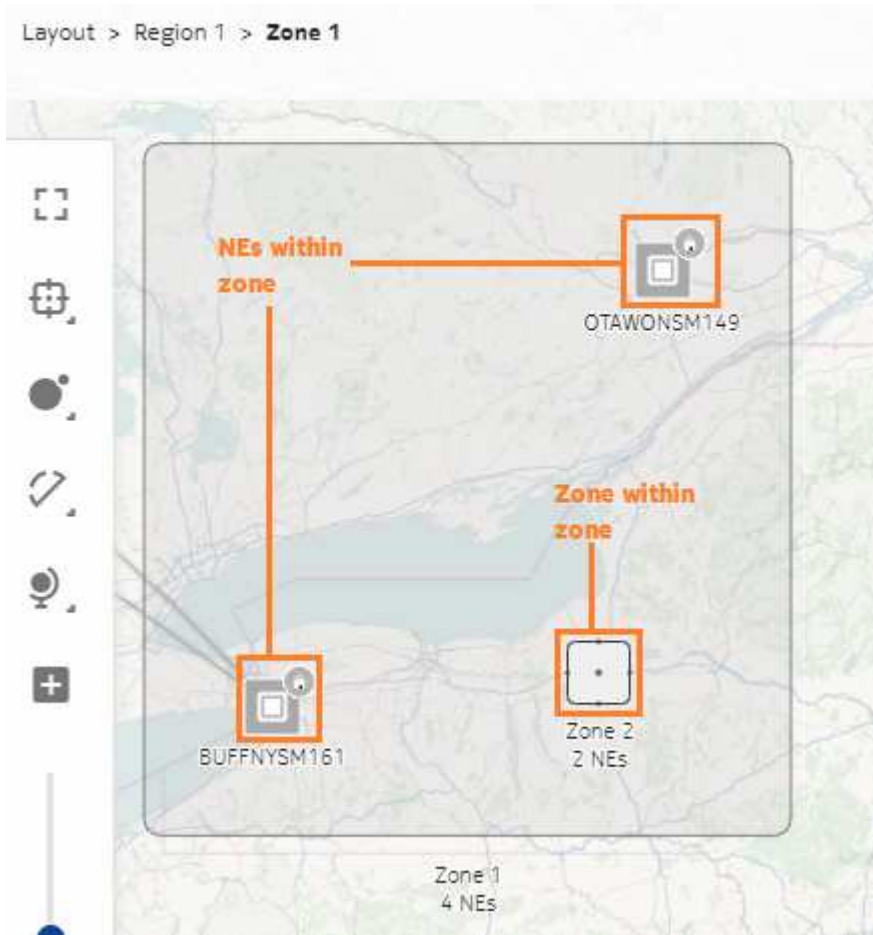 Layout > Region 1 > Zone 1
NEs within
zone
OTAWONSM149
Zone within
zone
BUFFNYSM161
Zone 2
2 NEs
Zone 1
4 NEs